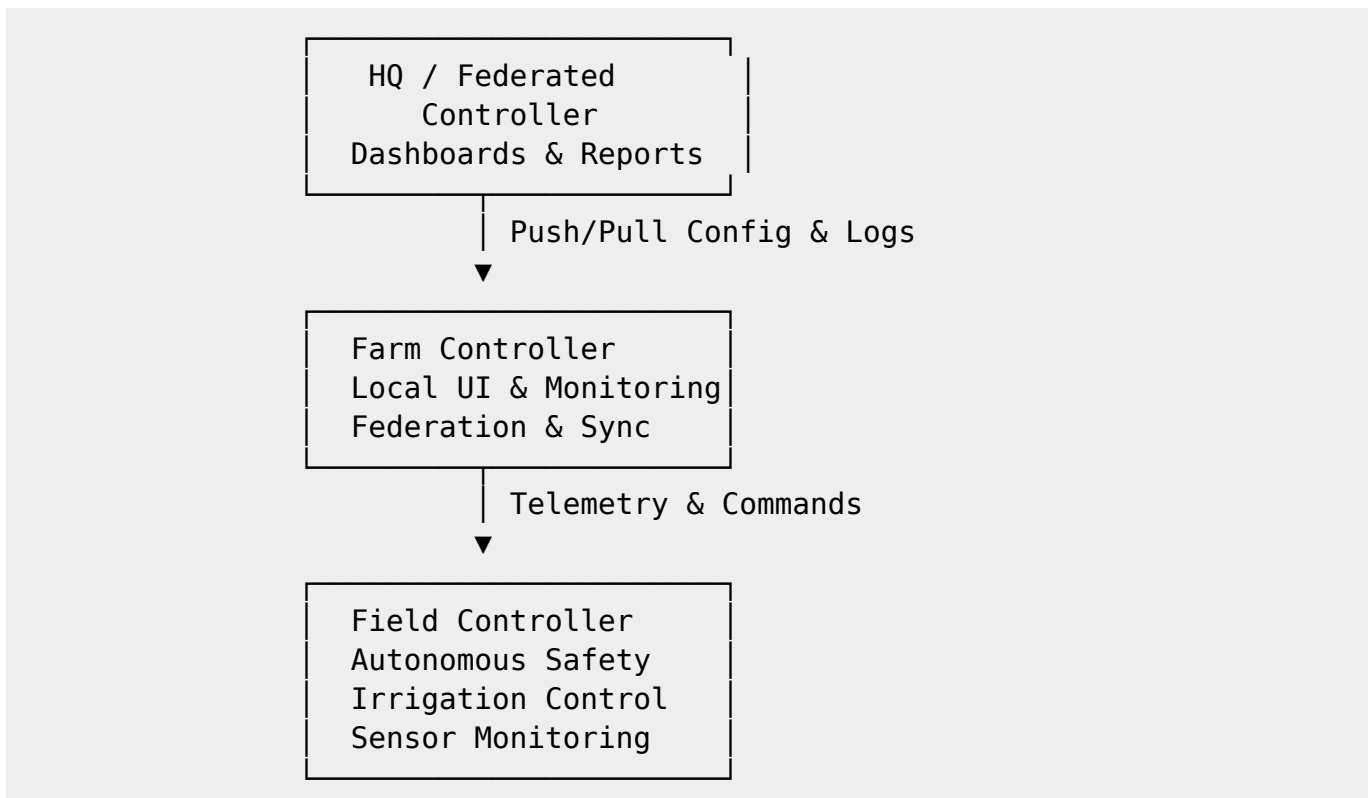 HQ / Federated
Controller
Dashboards & Reports
Push/Pull Config & Logs
Farm Controller
Local UI & Monitoring
Federation & Sync
Telemetry & Commands
Field Controller
Autonomous Safety
Irrigation Control
Sensor Monitoring